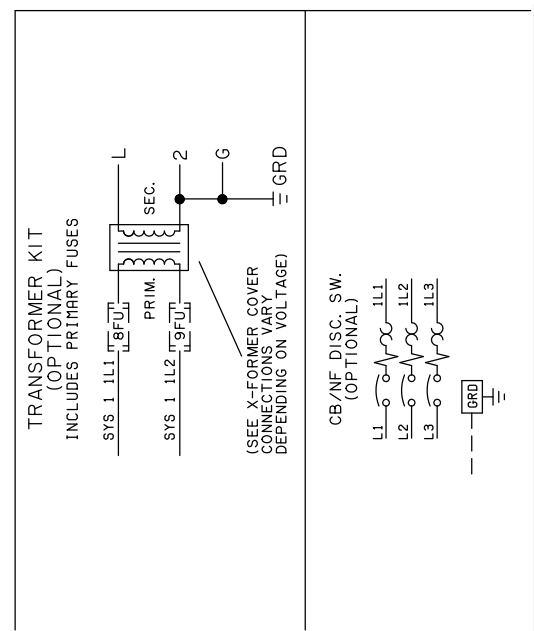 TRANSFORMER KIT
(OPTIONAL)
INCLUDES PRIMARY FUSES
SYS 1 1L1
8FU
L
PRIM.
SEC.
SYS 1 1L2
9FU
2
G
GRD
(SEE X-FORMER COVER
CONNECTIONS VARY
DEPENDING ON VOLTAGE)
CB/NF DISC. SW.
(OPTIONAL)
L1
1L1
L2
1L2
L3
1L3
GRD